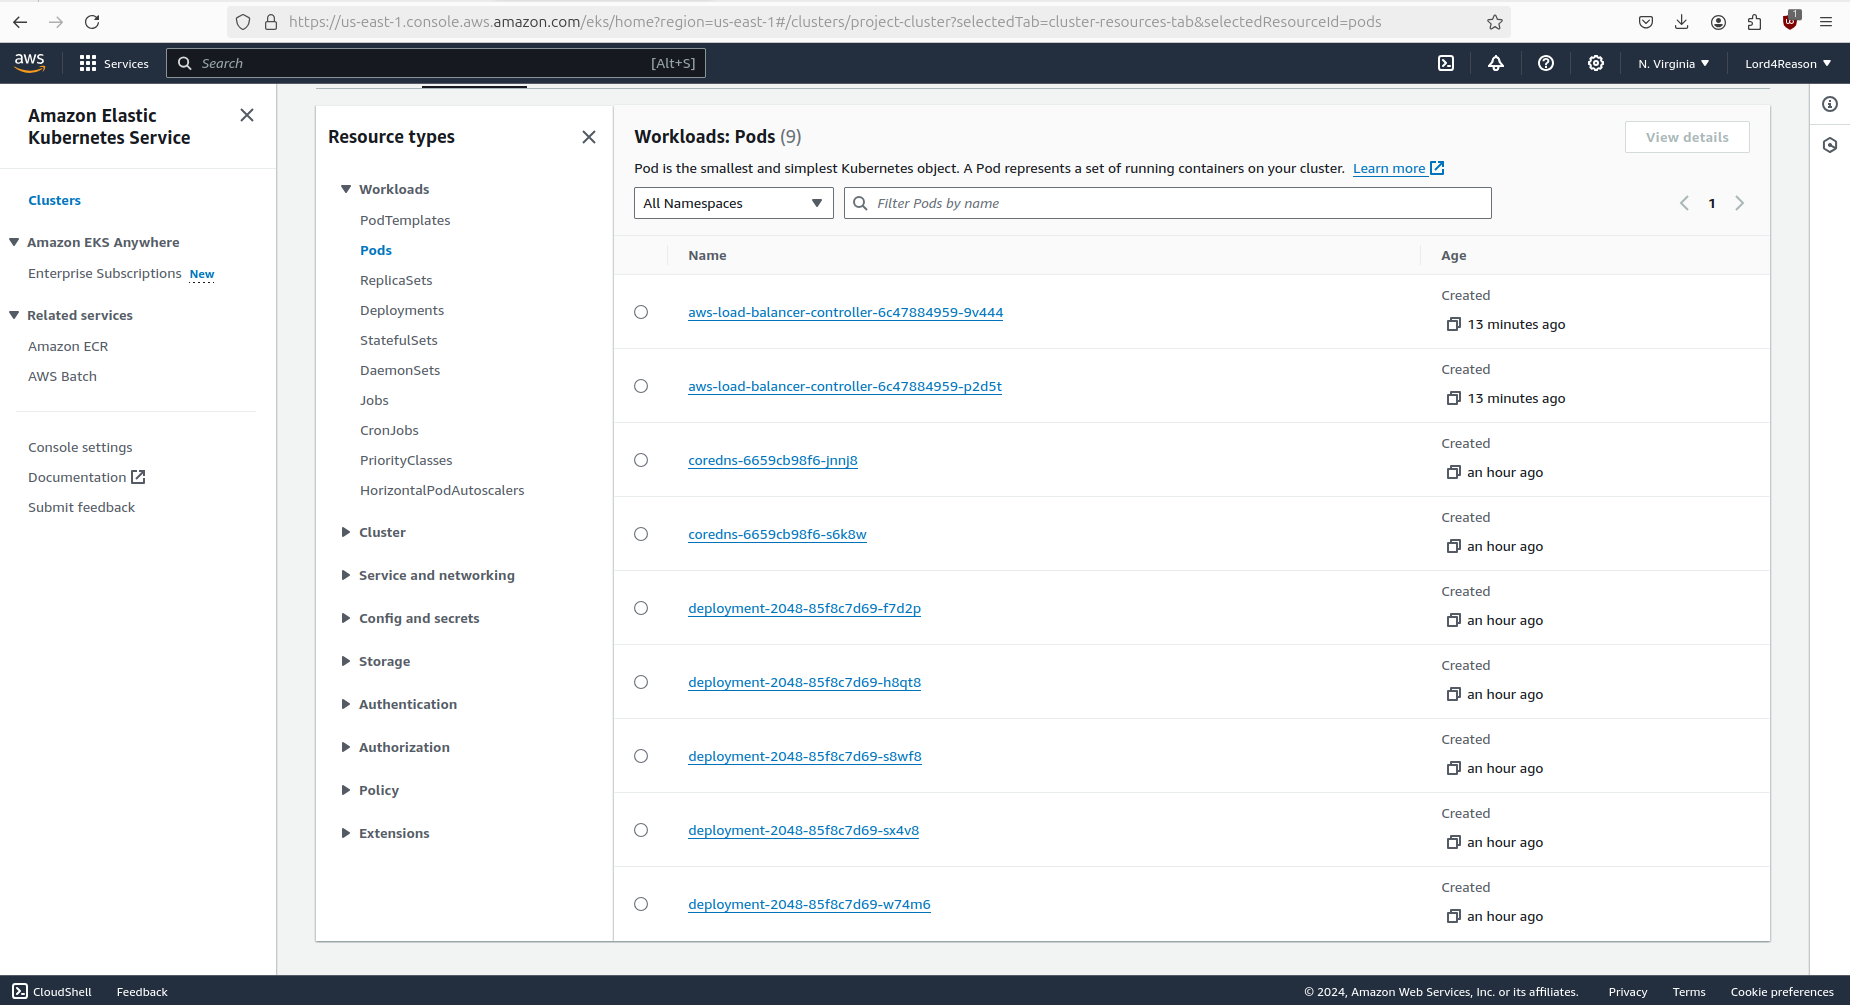 https://us-east-1.console.aws.amazon.com/eks/home?region=us-east-1#/clusters/project-cluster?selectedTab=cluster-resources-tab&selectedResourceId=pods
1
aws
Services
Search
[Alt+S]
N. Virginia
Lord4Reason
Amazon Elastic
Kubernetes Service
Clusters
Amazon EKS Anywhere
Enterprise Subscriptions New
Related services
Amazon ECR
AWS Batch
Console settings
Documentation
Submit feedback
Resource types
Workloads
PodTemplates
Pods
ReplicaSets
Deployments
StatefulSets
DaemonSets
Jobs
CronJobs
PriorityClasses
HorizontalPodAutoscalers
Cluster
Service and networking
Config and secrets
Storage
Authentication
Authorization
Policy
Extensions
Workloads: Pods (9)
View details
Pod is the smallest and simplest Kubernetes object. A Pod represents a set of running containers on your cluster. Learn more
All Namespaces
Filter Pods by name
1
Name
Age
aws-load-balancer-controller-6c47884959-9v444
Created
13 minutes ago
aws-load-balancer-controller-6c47884959-p2d5t
Created
13 minutes ago
coredns-6659cb98f6-jnnj8
Created
an hour ago
coredns-6659cb98f6-s6k8w
Created
an hour ago
deployment-2048-85f8c7d69-f7d2p
Created
an hour ago
deployment-2048-85f8c7d69-h8qt8
Created
an hour ago
deployment-2048-85f8c7d69-s8wf8
Created
an hour ago
deployment-2048-85f8c7d69-sx4v8
Created
an hour ago
deployment-2048-85f8c7d69-w74m6
Created
an hour ago
CloudShell
Feedback
© 2024, Amazon Web Services, Inc. or its affiliates.
Privacy
Terms
Cookie preferences